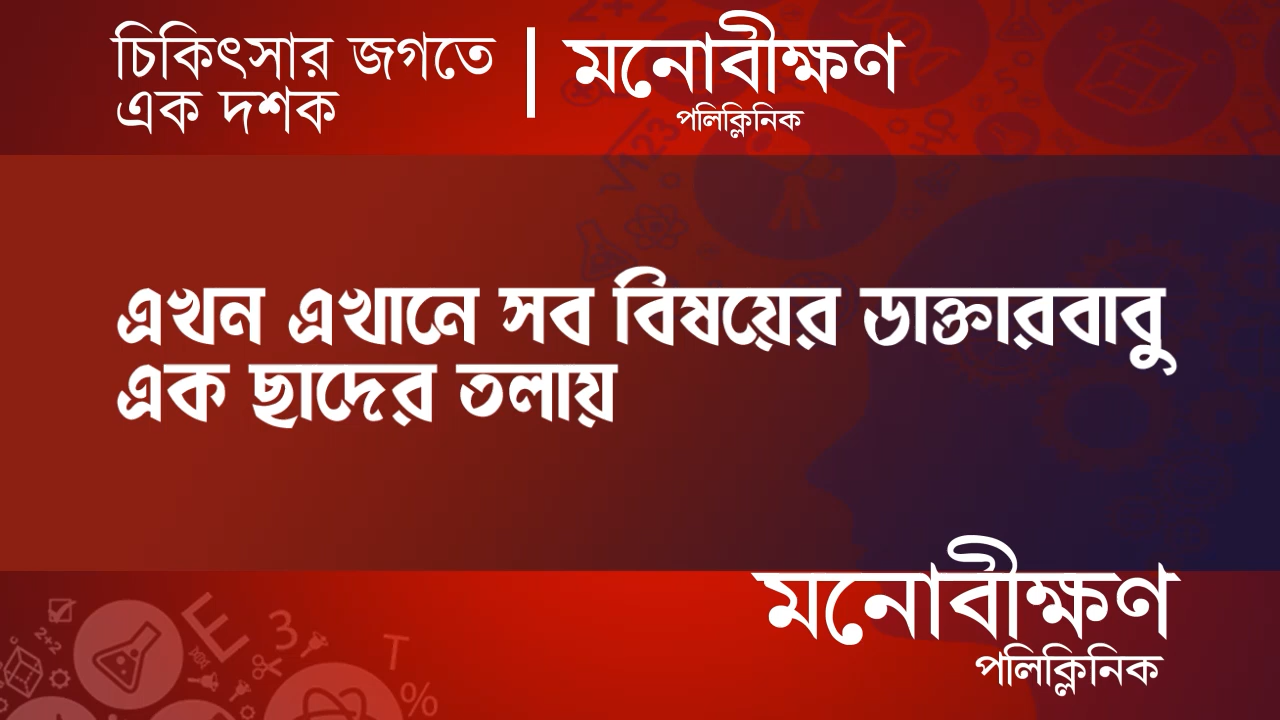 চিকিৎসার জগতে
এক দশক
মনোবীক্ষণ
পলিক্লিনিক
এখন এখানে সব বিষয়ের ডাক্তারবাবু
এক ছাদের তলায়
মনোবীক্ষণ
পলিক্লিনিক